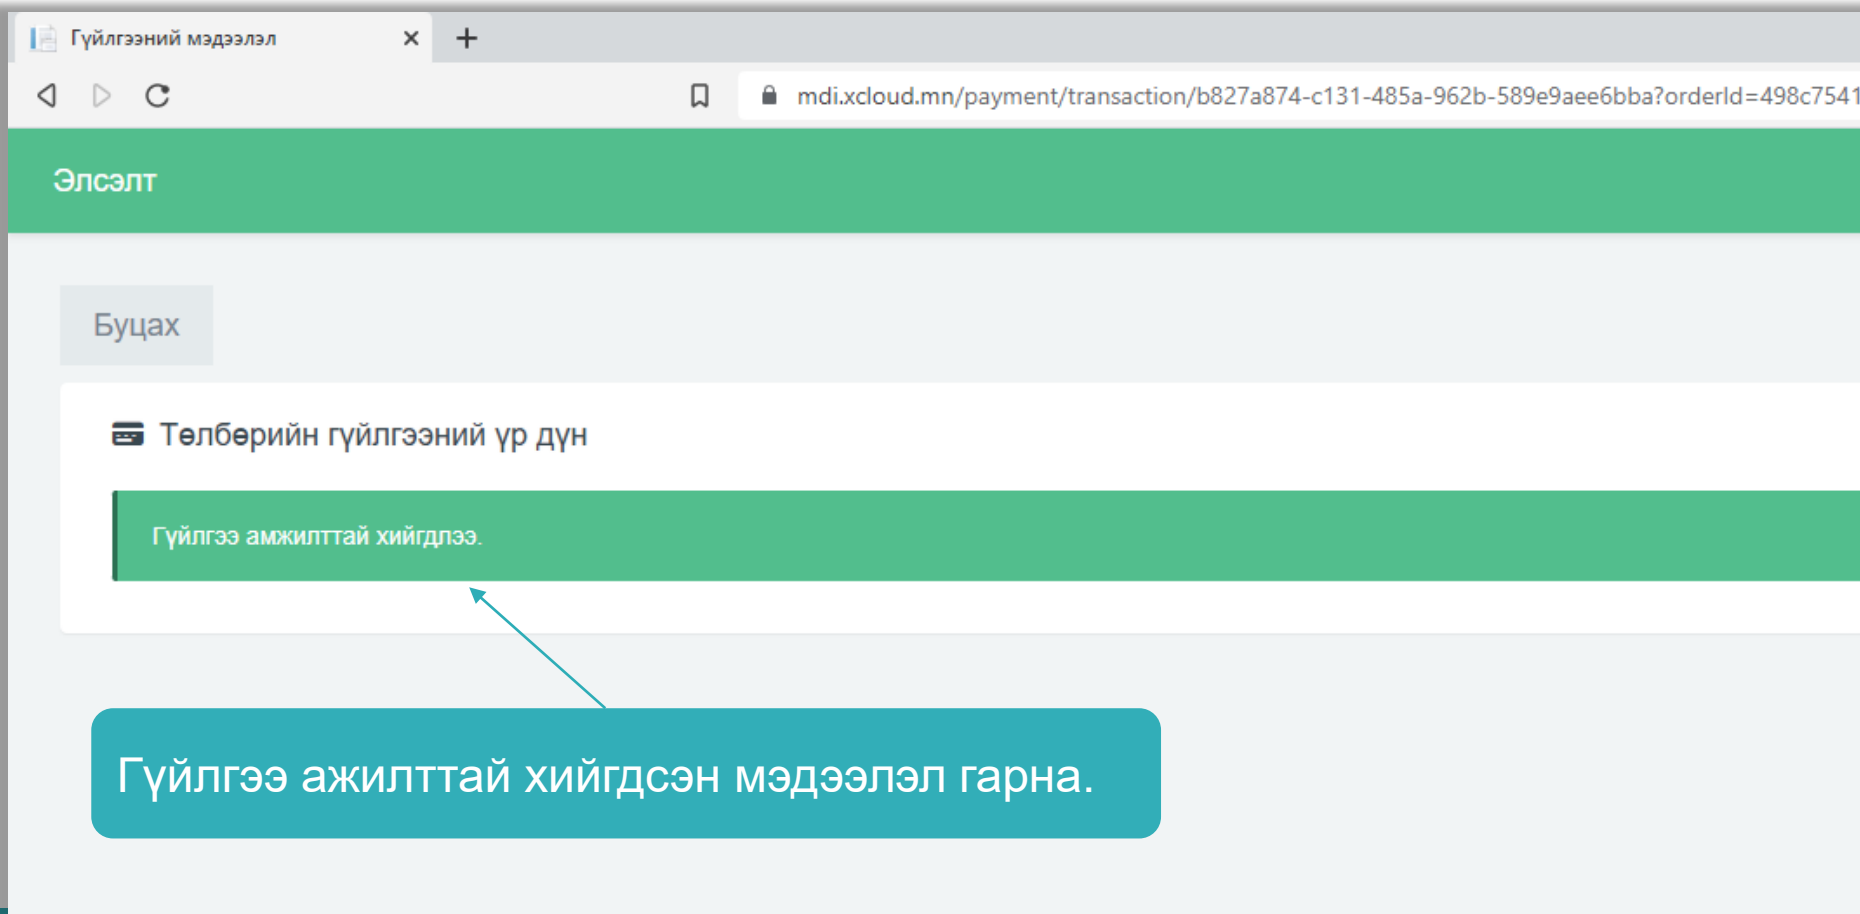 Гүйлгээний мэдээлэл
mdi.xcloud.mn/payment/transaction/b827a874-c131-485a-962b-589e9aee6bba?orderId=498c7541
Элсэлт
Буцах
Төлбөрийн гүйлгээний үр дүн
Гүйлгээ амжилттай хийгдлээ.
Гүйлгээ ажилттай хийгдсэн мэдээлэл гарна.